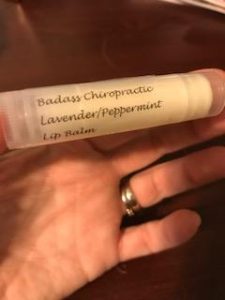 Badass Chiropractic
Lavender/Peppermint
Lip Balm